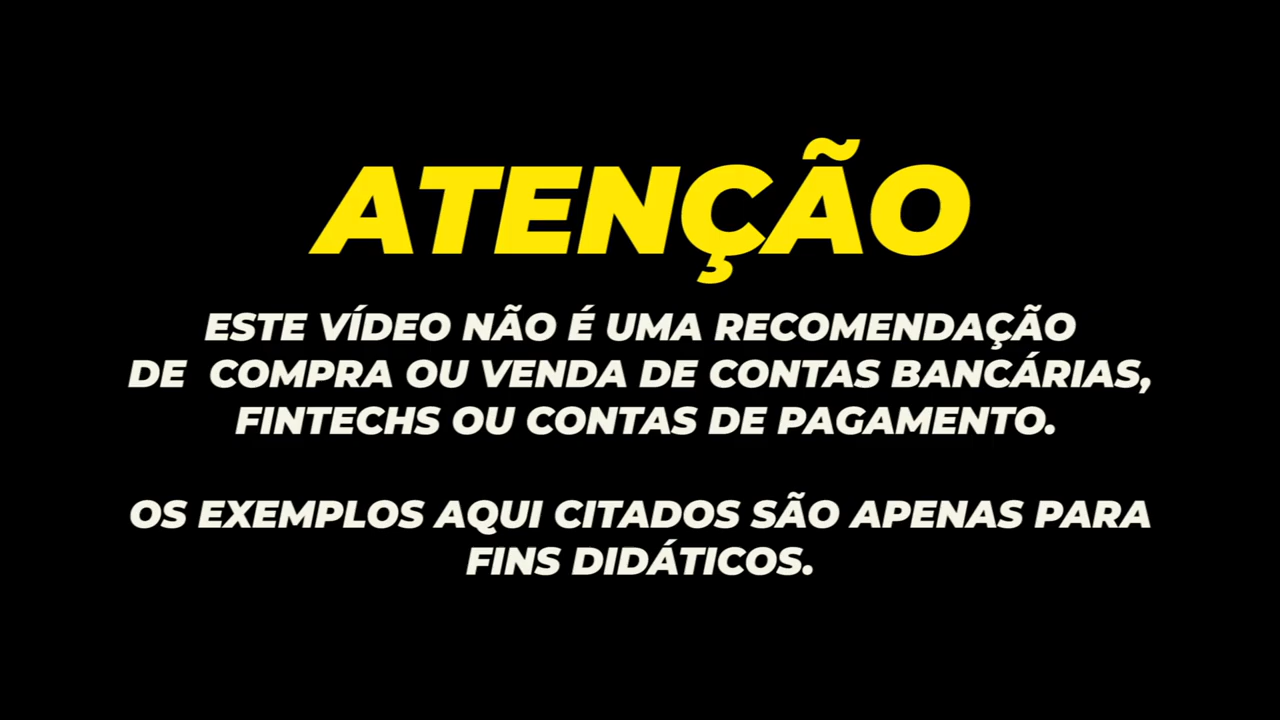 ATENÇÃO
ESTE VÍDEO NÃO É UMA RECOMENDAÇÃO
DE COMPRA OU VENDA DE CONTAS BANCÁRIAS,
FINTECHS OU CONTAS DE PAGAMENTO.
OS EXEMPLOS AQUI CITADOS SÃO APENAS PARA
FINS DIDÁTICOS.